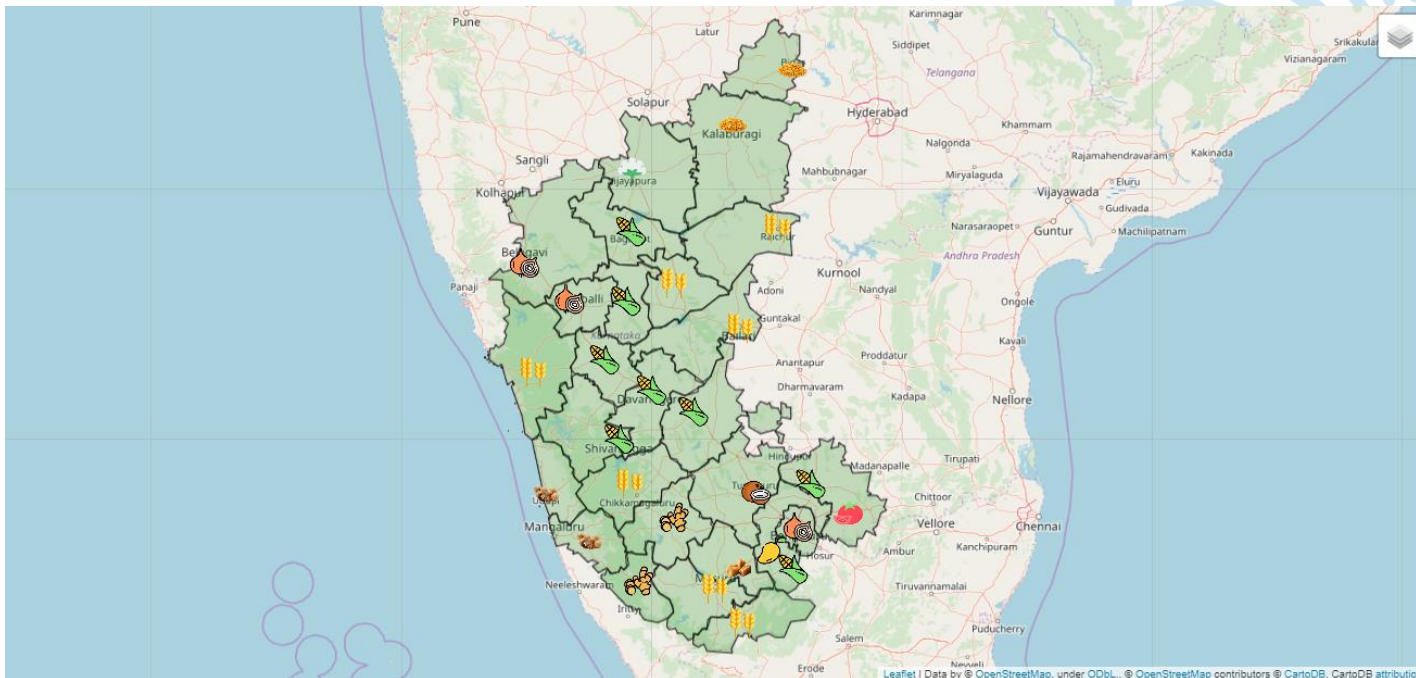 Karimnagar
Pune
Latur
Siddipet
Srikakulam
Vizianagaram
Telangana
Solapur
Hyderabad
Khammam
Kalaburagi
Nalgonda
Rajamahendravaram
Kakinada
Sangli
Mahbubnagar
Miryalaguda
Eluru
Vijayawada
Kolhapur
Gudivada
Narasaraopet
Machilipatnam
Guntur
Raichur
Andhra Pradesh
Kurnool
Panaji
Adoni
Nandyal
Ongole
Guntakal
Kavali
Anantapur
Proddatur
Dharmavaram
Kadapa
Nellore
Hindupur
Madanapalle
Tirupati
Chikkamagaluru
Chittoor
Mangaluru
Vellore
Chennai
Hosur
Ambur
Kanchipuram
Neeleshwaram
Tiruvannamalai
Puducherry
Salem
Erode
Neyveli
Leaflet | Data by © OpenStreetMap, under ODbL., © OpenStreetMap contributors © CartoDB, CartoDB attributio